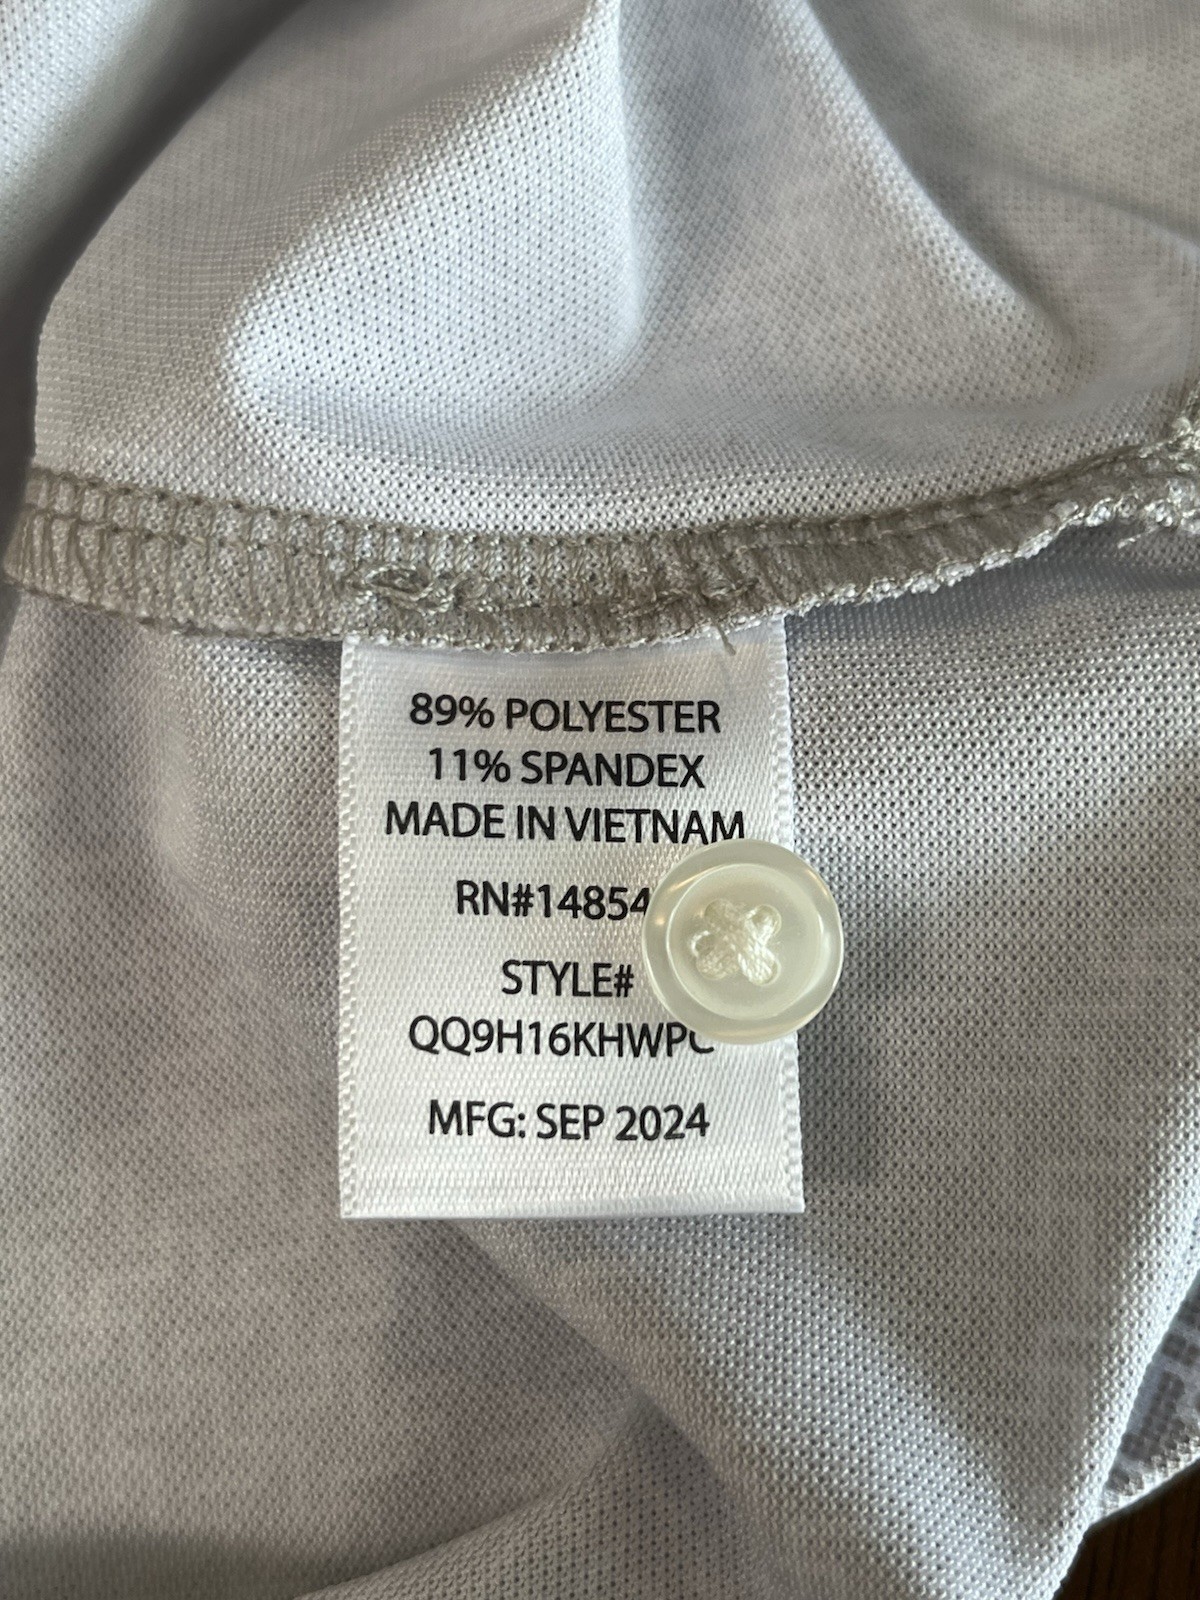 89% POLYESTER
11% SPANDEX
MADE IN VIETNAM
RN#14854
STYLE#
QQ9H16KHWPC
MFG: SEP 2024